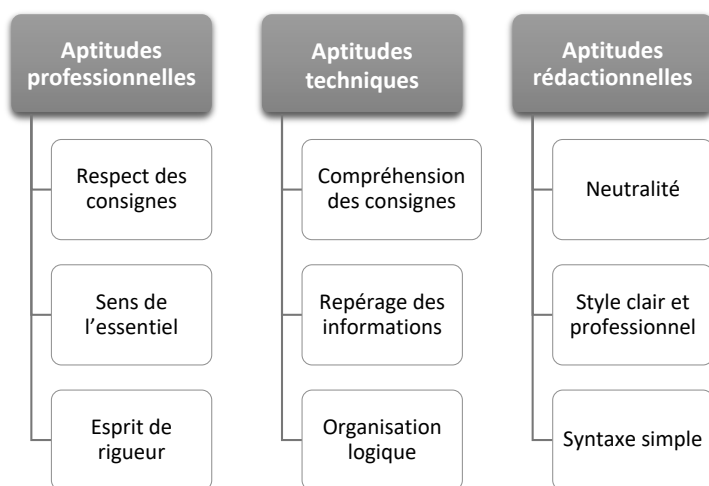 Aptitudes
professionnelles
Respect des
consignes
Sens de
l’essentiel
Esprit de
rigueur
Aptitudes
techniques
Compréhension
des consignes
Repérage des
informations
Organisation
logique
Aptitudes
rédactionnelles
Neutralité
Style clair et
professionnel
Syntaxe simple